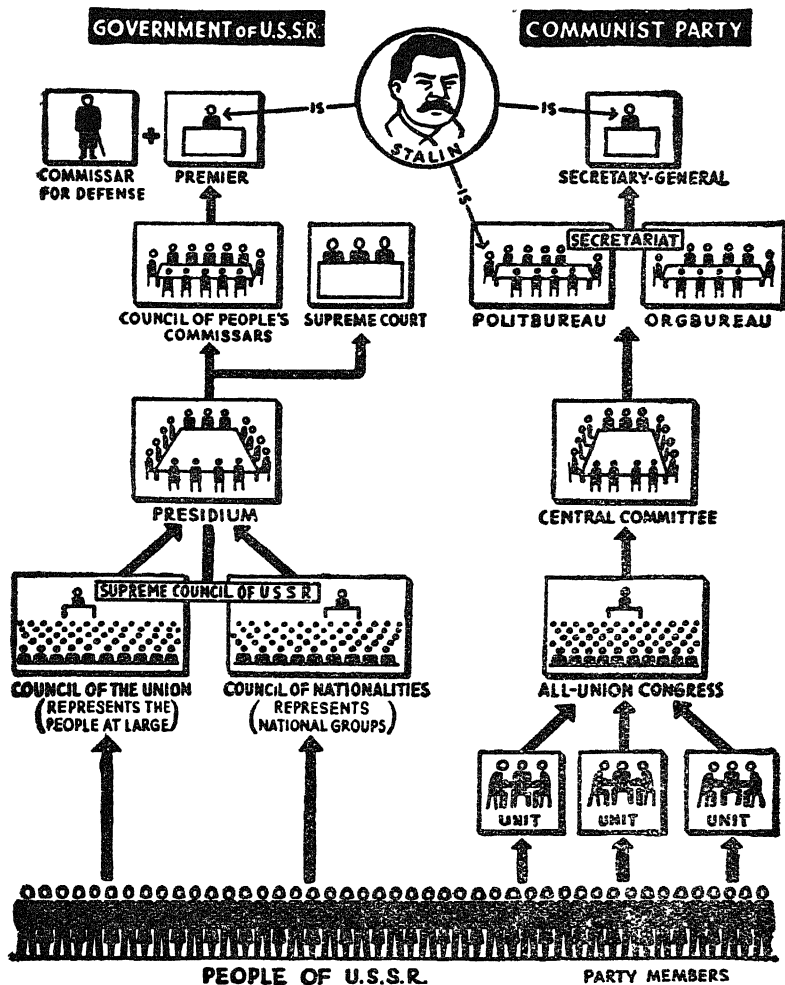 GOVERNMENT OF U.S.S.R.
COMMUNIST PARTY
STALIN
IS
IS
IS
COMMISSAR
FOR DEFENSE
+
PREMIER
SECRETARY-GENERAL
SECRETARIAT
COUNCIL OF PEOPLE'S
COMMISSARS
SUPREME COURT
POLITBUREAU
ORGBUREAU
PRESIDIUM
CENTRAL COMMITTEE
SUPREME COUNCIL OF U S S R
COUNCIL OF THE UNION
(REPRESENTS THE
PEOPLE AT LARGE)
COUNCIL OF NATIONALITIES
(REPRESENTS
NATIONAL GROUPS)
ALL-UNION CONGRESS
UNIT
UNIT
UNIT
PEOPLE OF U.S.S.R.
PARTY MEMBERS